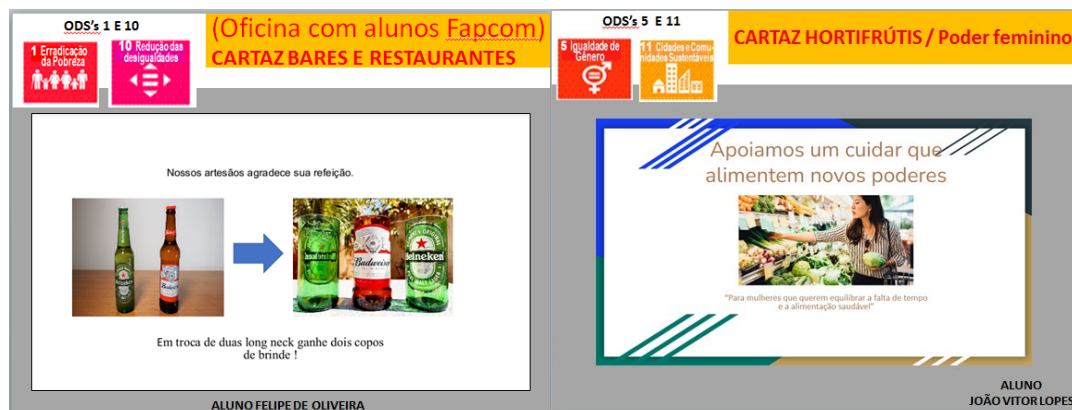 ODS's 1 E 10
1 Erradicação
da Pobreza
10 Redução das
desigualdades
(Oficina com alunos Fapcom)
CARTAZ BARES E RESTAURANTES
Nossos artesãos agradece sua refeição.
Budweiser
Heineken
Em troca de duas long neck ganhe dois copos
de brinde !
ALUNO FELIPE DE OLIVEIRA
ODS's 5 E 11
5 Igualdade de
Gênero
11 Cidades e Comu-
nidades Sustentáveis
CARTAZ HORTIFRÚTIS / Poder feminino
Apoiamos um cuidar que
alimentem novos poderes
"Para mulheres que querem equilibrar a falta de tempo
e a alimentação saudável"
ALUNO
JOÃO VITOR LOPES